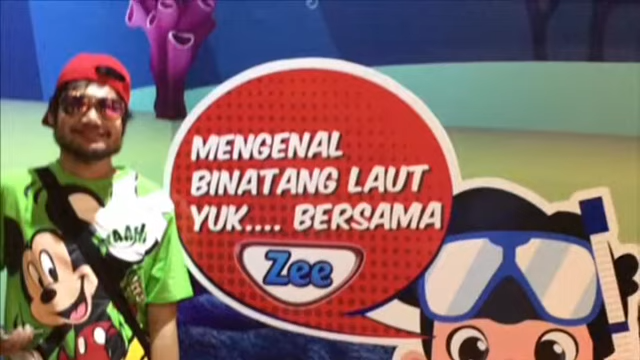 MENGENAL
BINATANG LAUT
YUK.... BERSAMA
Zee